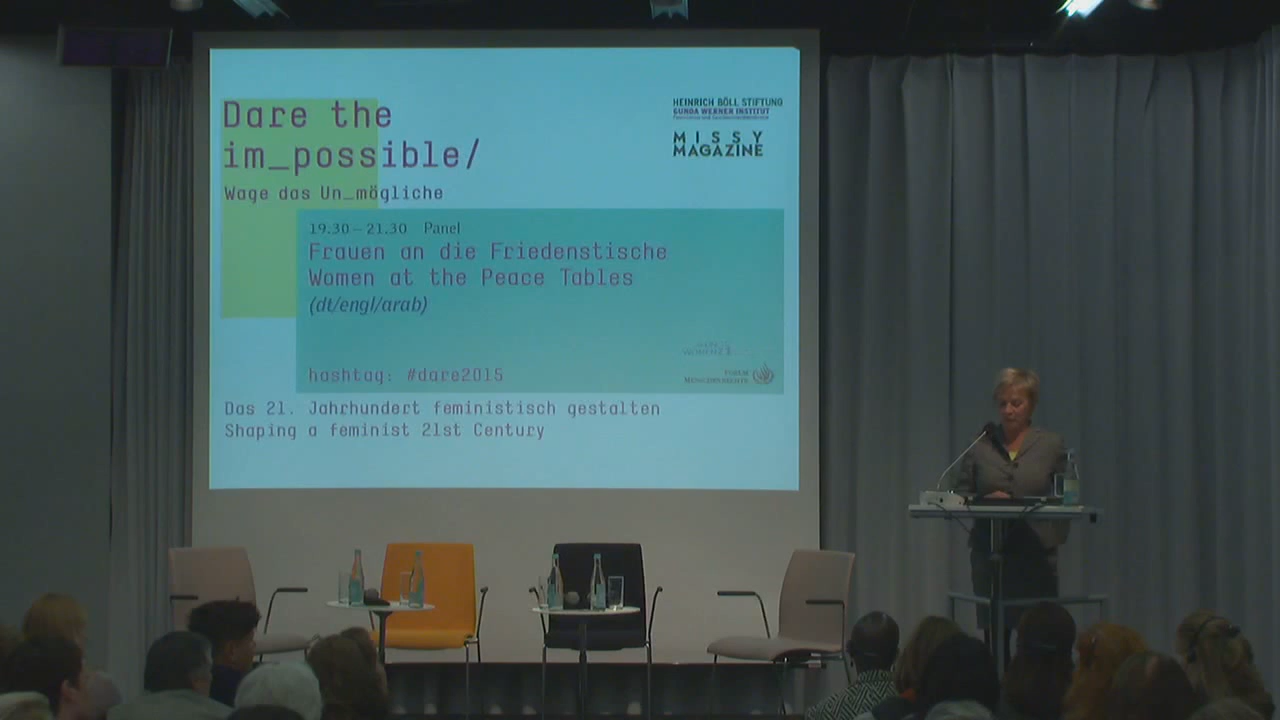 Dare the
im_possible/
Wage das Un_mögliche
HEINRICH BÖLL STIFTUNG
GUNDA WERNER INSTITUT
MISSY
MAGAZINE
19.30 – 21.30 Panel
Frauen an die Friedenstische
Women at the Peace Tables
(dt/engl/arab)
hashtag: #dare2015
FORUM
MENSCHENRECHTE
Das 21. Jahrhundert feministisch gestalten
Shaping a feminist 21st Century